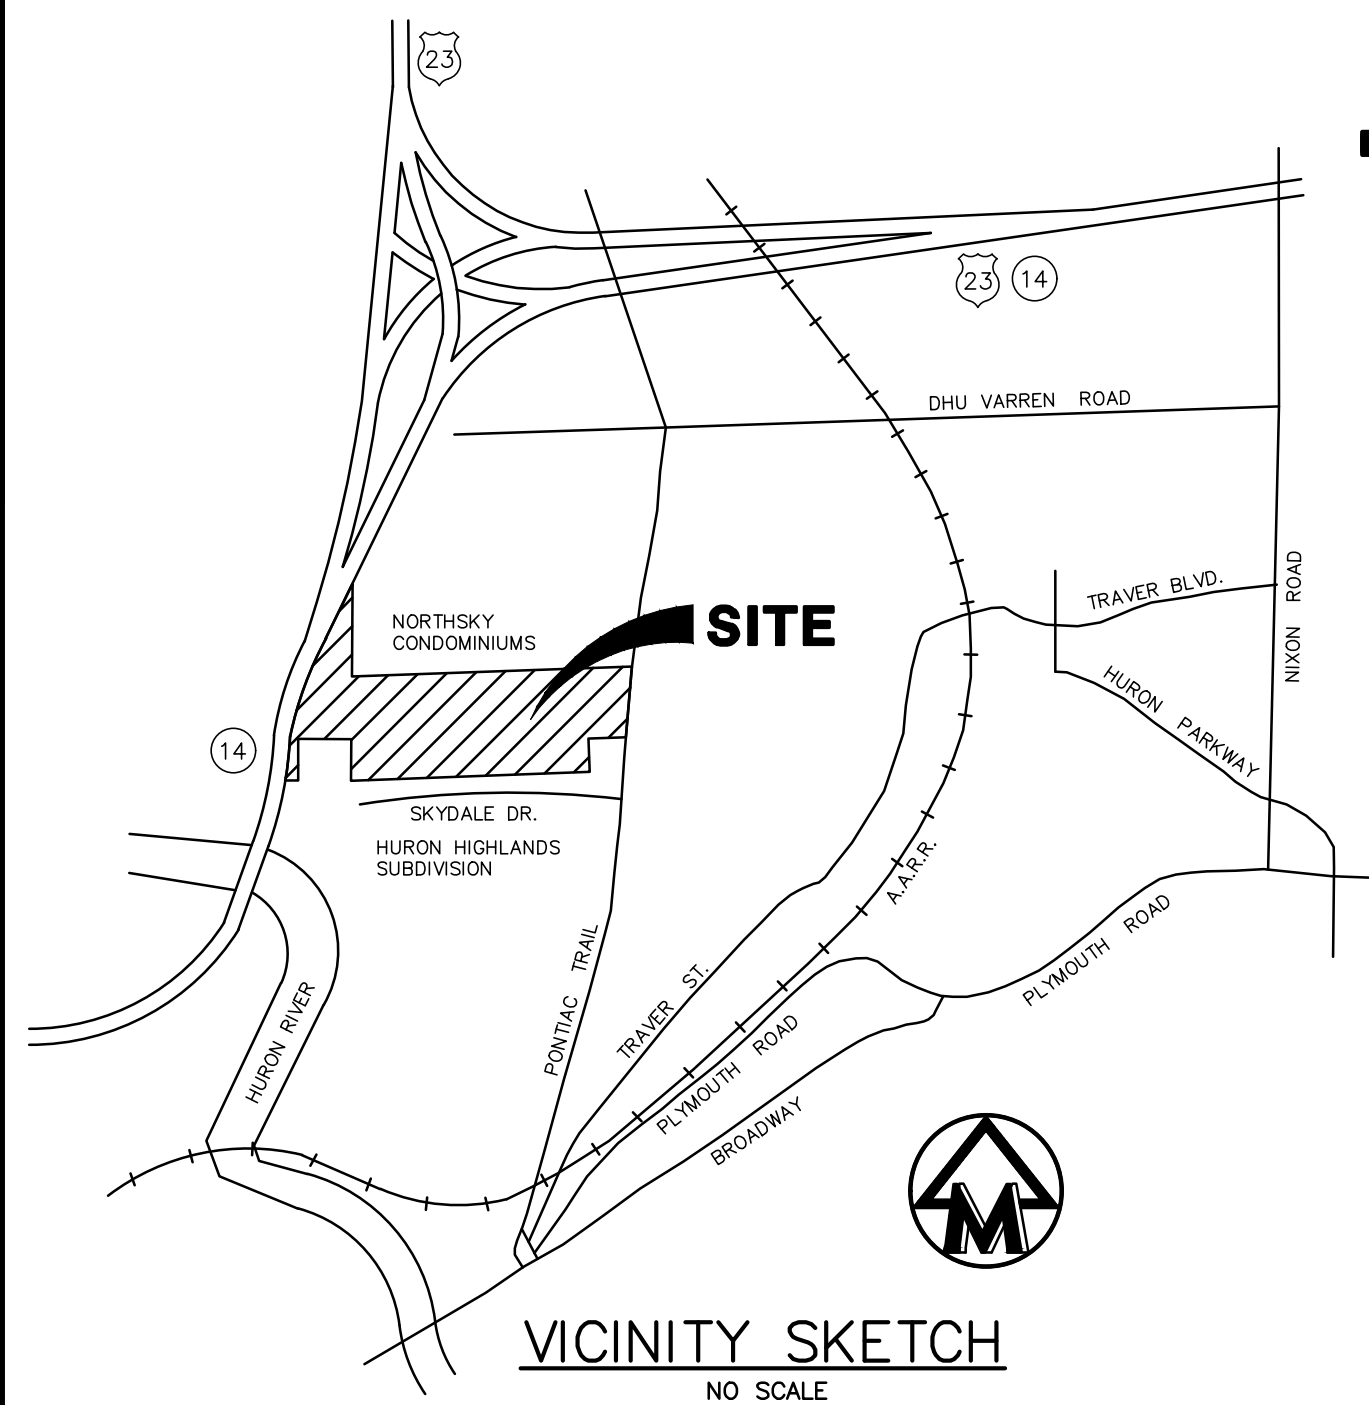 23
23 14
DHU VARREN ROAD
TRAVER BLVD.
NIXON ROAD
NORTHSKY
CONDOMINIUMS
SITE
HURON PARKWAY
14
SKYDALE DR.
HURON HIGHLANDS
SUBDIVISION
A.A.R.R.
PLYMOUTH ROAD
PONTIAC TRAIL
TRAVER ST.
HURON RIVER
PLYMOUTH ROAD
BROADWAY
M
VICINITY SKETCH
NO SCALE